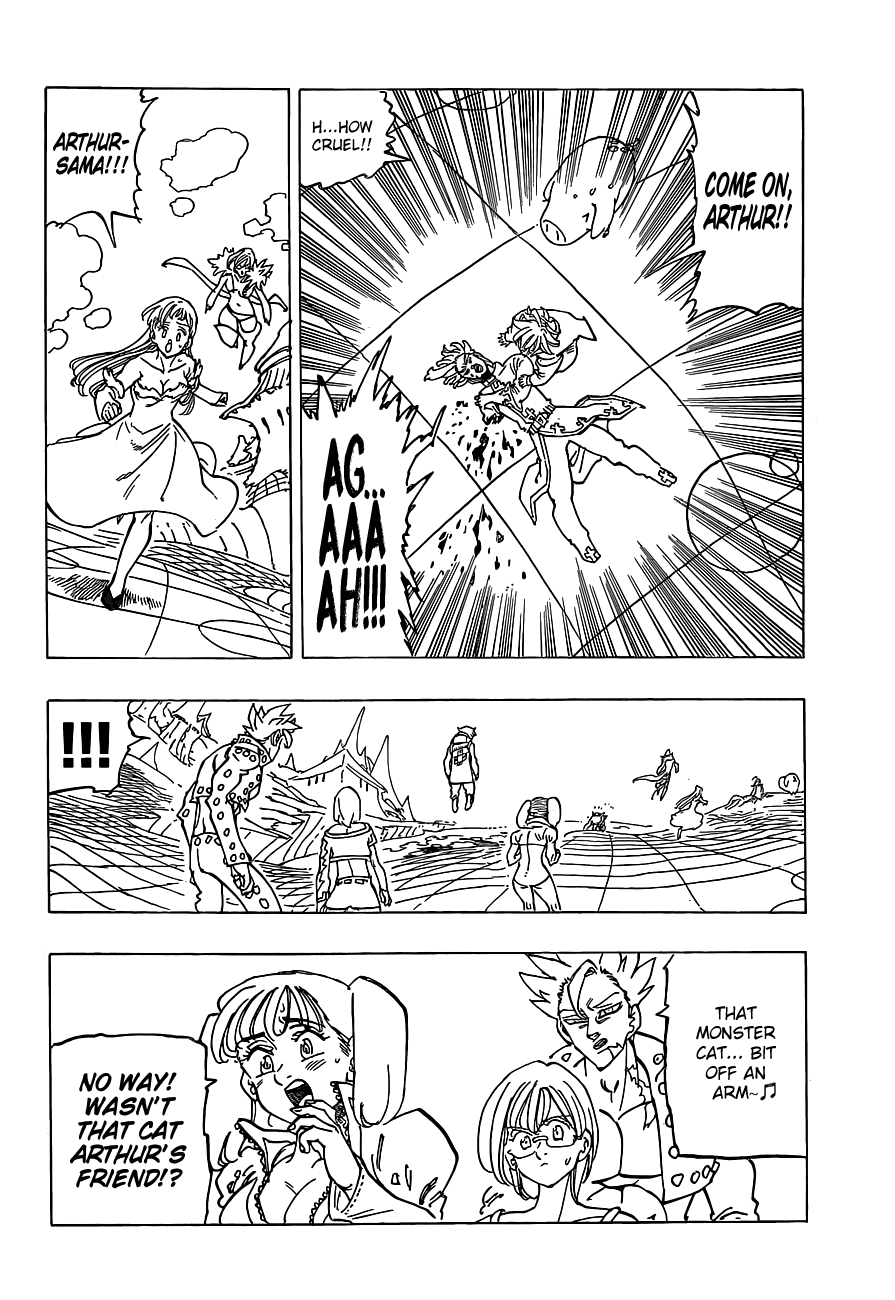 COME ON,
ARTHUR!!
H...HOW
CRUEL!!
AG...
AAA
AH!!!
ARTHUR-
SAMA!!!
!!!
THAT
MONSTER
CAT... BIT
OFF AN
ARM~♫
NO WAY!
WASN'T
THAT CAT
ARTHUR'S
FRIEND!?